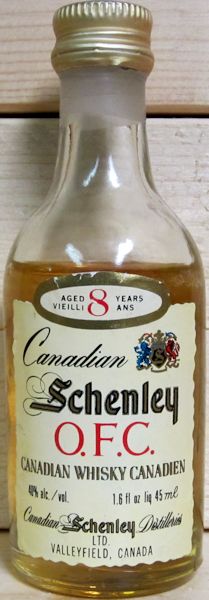 AGED 8 YEARS
VIEILLI ANS
Canadian
Schenley
O.F.C.
CANADIAN WHISKY CANADIEN
40% alc./vol. 1.6 fl oz liq 45 ml
Canadian Schenley Distilleries
LTD.
VALLEYFIELD, CANADA